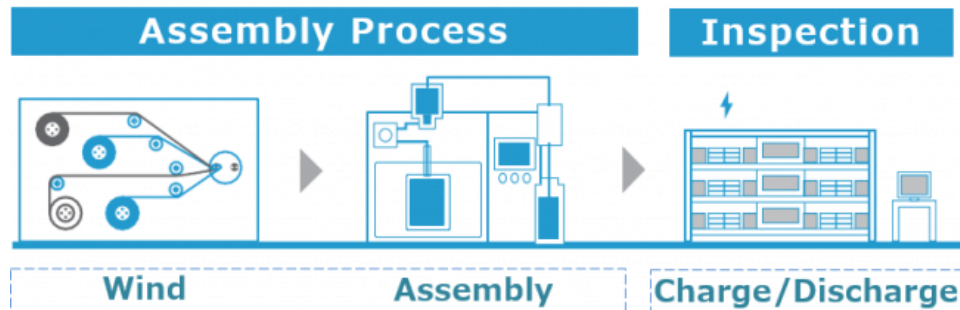 Assembly Process
Inspection
Wind
Assembly
Charge/Discharge